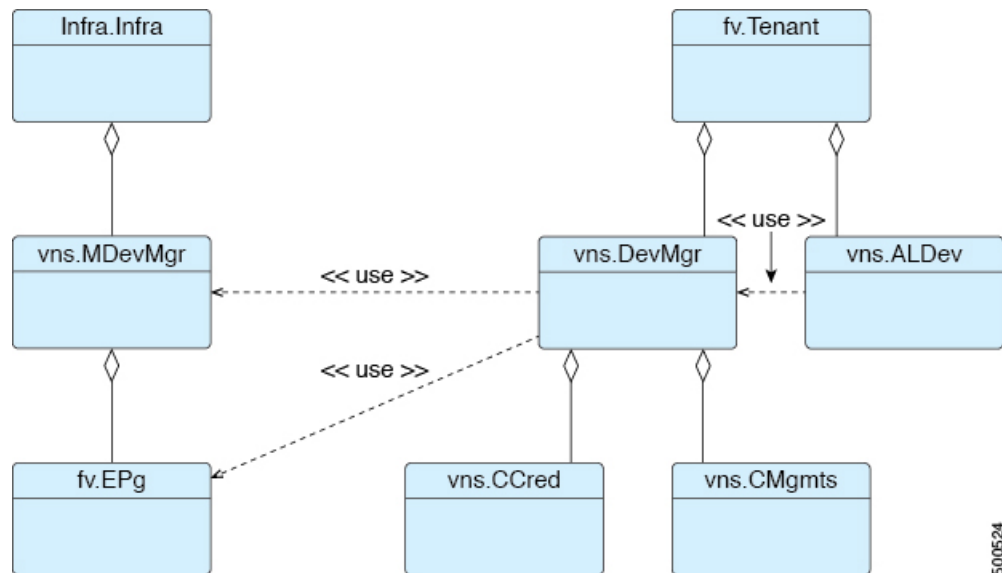 Infra.Infra
fv.Tenant
<< use >>
vns.MDevMgr
<< use >>
vns.DevMgr
vns.ALDev
<< use >>
fv.EPg
vns.CCred
vns.CMgmts
500524